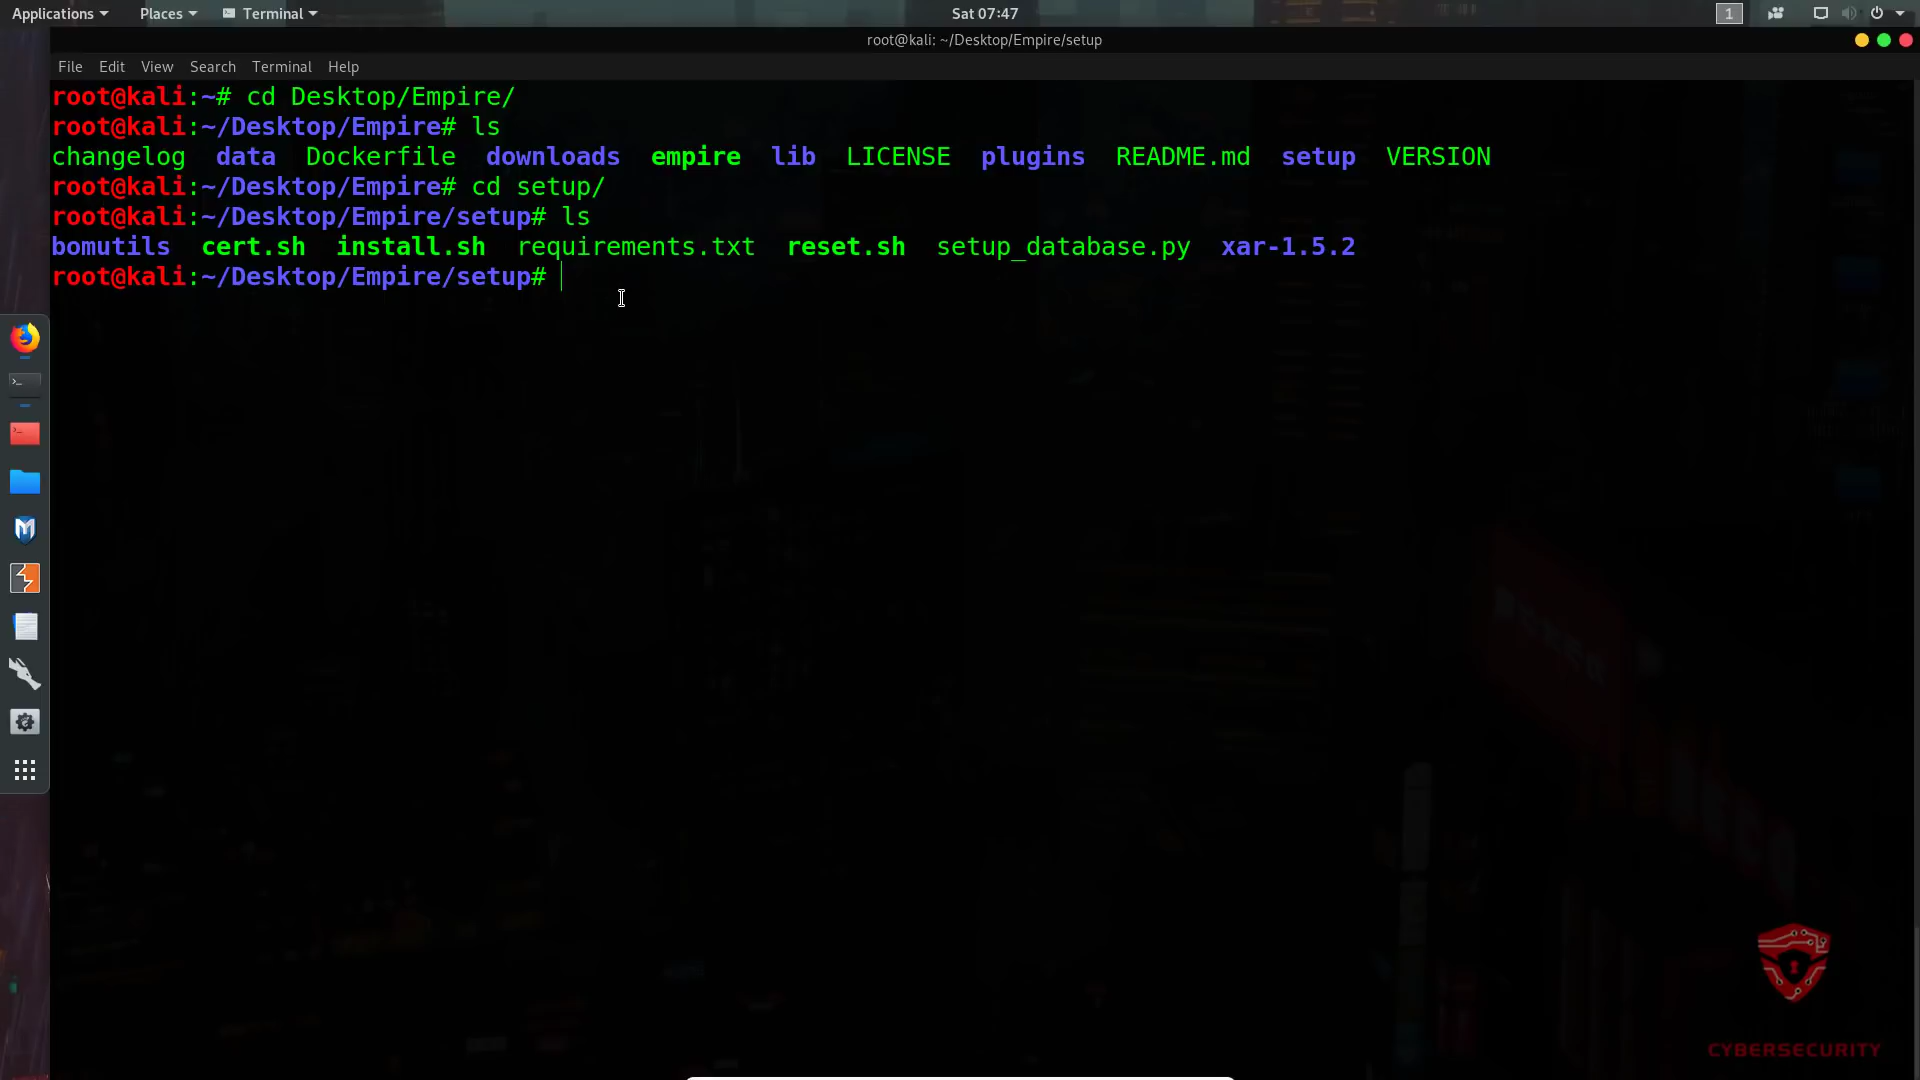 Applications Places Terminal Sat 07:47 1
root@kali: ~/Desktop/Empire/setup
File Edit View Search Terminal Help
root@kali:~# cd Desktop/Empire/
root@kali:~/Desktop/Empire# ls
changelog data Dockerfile downloads empire lib LICENSE plugins README.md setup VERSION
root@kali:~/Desktop/Empire# cd setup/
root@kali:~/Desktop/Empire/setup# ls
bomutils cert.sh install.sh requirements.txt reset.sh setup_database.py xar-1.5.2
root@kali:~/Desktop/Empire/setup#
CYBERSECURITY